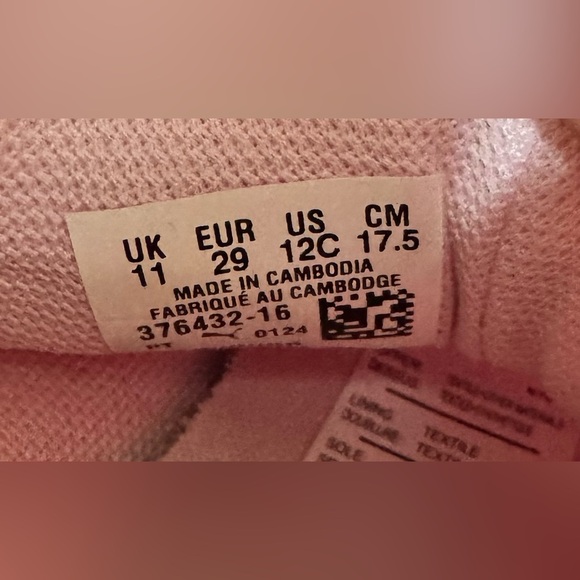 UK EUR US CM
11 29 12C 17.5
MADE IN CAMBODIA
FABRIQUÉ AU CAMBODGE
376432-16
0124
LINING
TEXTILE
SOLE